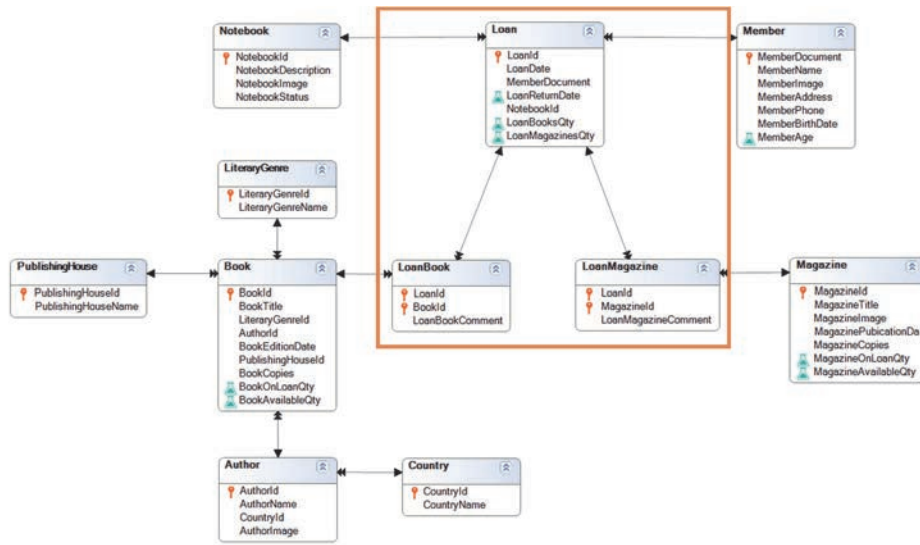 Notebook
NotebookId
NotebookDescription
NotebookImage
NotebookStatus
Loan
LoanId
LoanDate
MemberDocument
LoanReturnDate
NotebookId
LoanBooksQty
LoanMagazinesQty
Member
MemberDocument
MemberName
MemberImage
MemberAddress
MemberPhone
MemberBirthDate
MemberAge
LiteraryGenre
LiteraryGenreId
LiteraryGenreName
PublishingHouse
PublishingHouseId
PublishingHouseName
Book
BookId
BookTitle
LiteraryGenreId
AuthorId
BookEditionDate
PublishingHouseId
BookCopies
BookOnLoanQty
BookAvailableQty
LoanBook
LoanId
BookId
LoanBookComment
LoanMagazine
LoanId
MagazineId
LoanMagazineComment
Magazine
MagazineId
MagazineTitle
MagazineImage
MagazinePubicationDa
MagazineCopies
MagazineOnLoanQty
MagazineAvailableQty
Author
AuthorId
AuthorName
CountryId
AuthorImage
Country
CountryId
CountryName